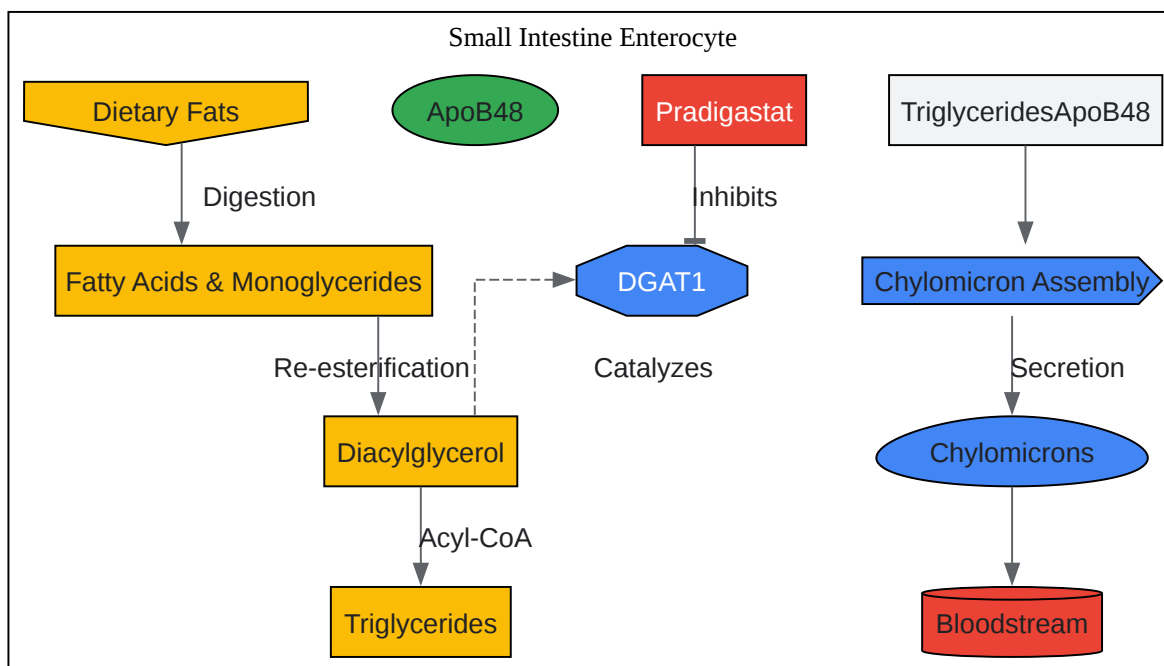 Small Intestine Enterocyte
Dietary Fats
ApoB48
Pradigastat
TriglyceridesApoB48
Digestion
Inhibits
Fatty Acids & Monoglycerides
DGAT1
Chylomicron Assembly
Re-esterification
Catalyzes
Secretion
Diacylglycerol
Chylomicrons
Acyl-CoA
Triglycerides
Bloodstream